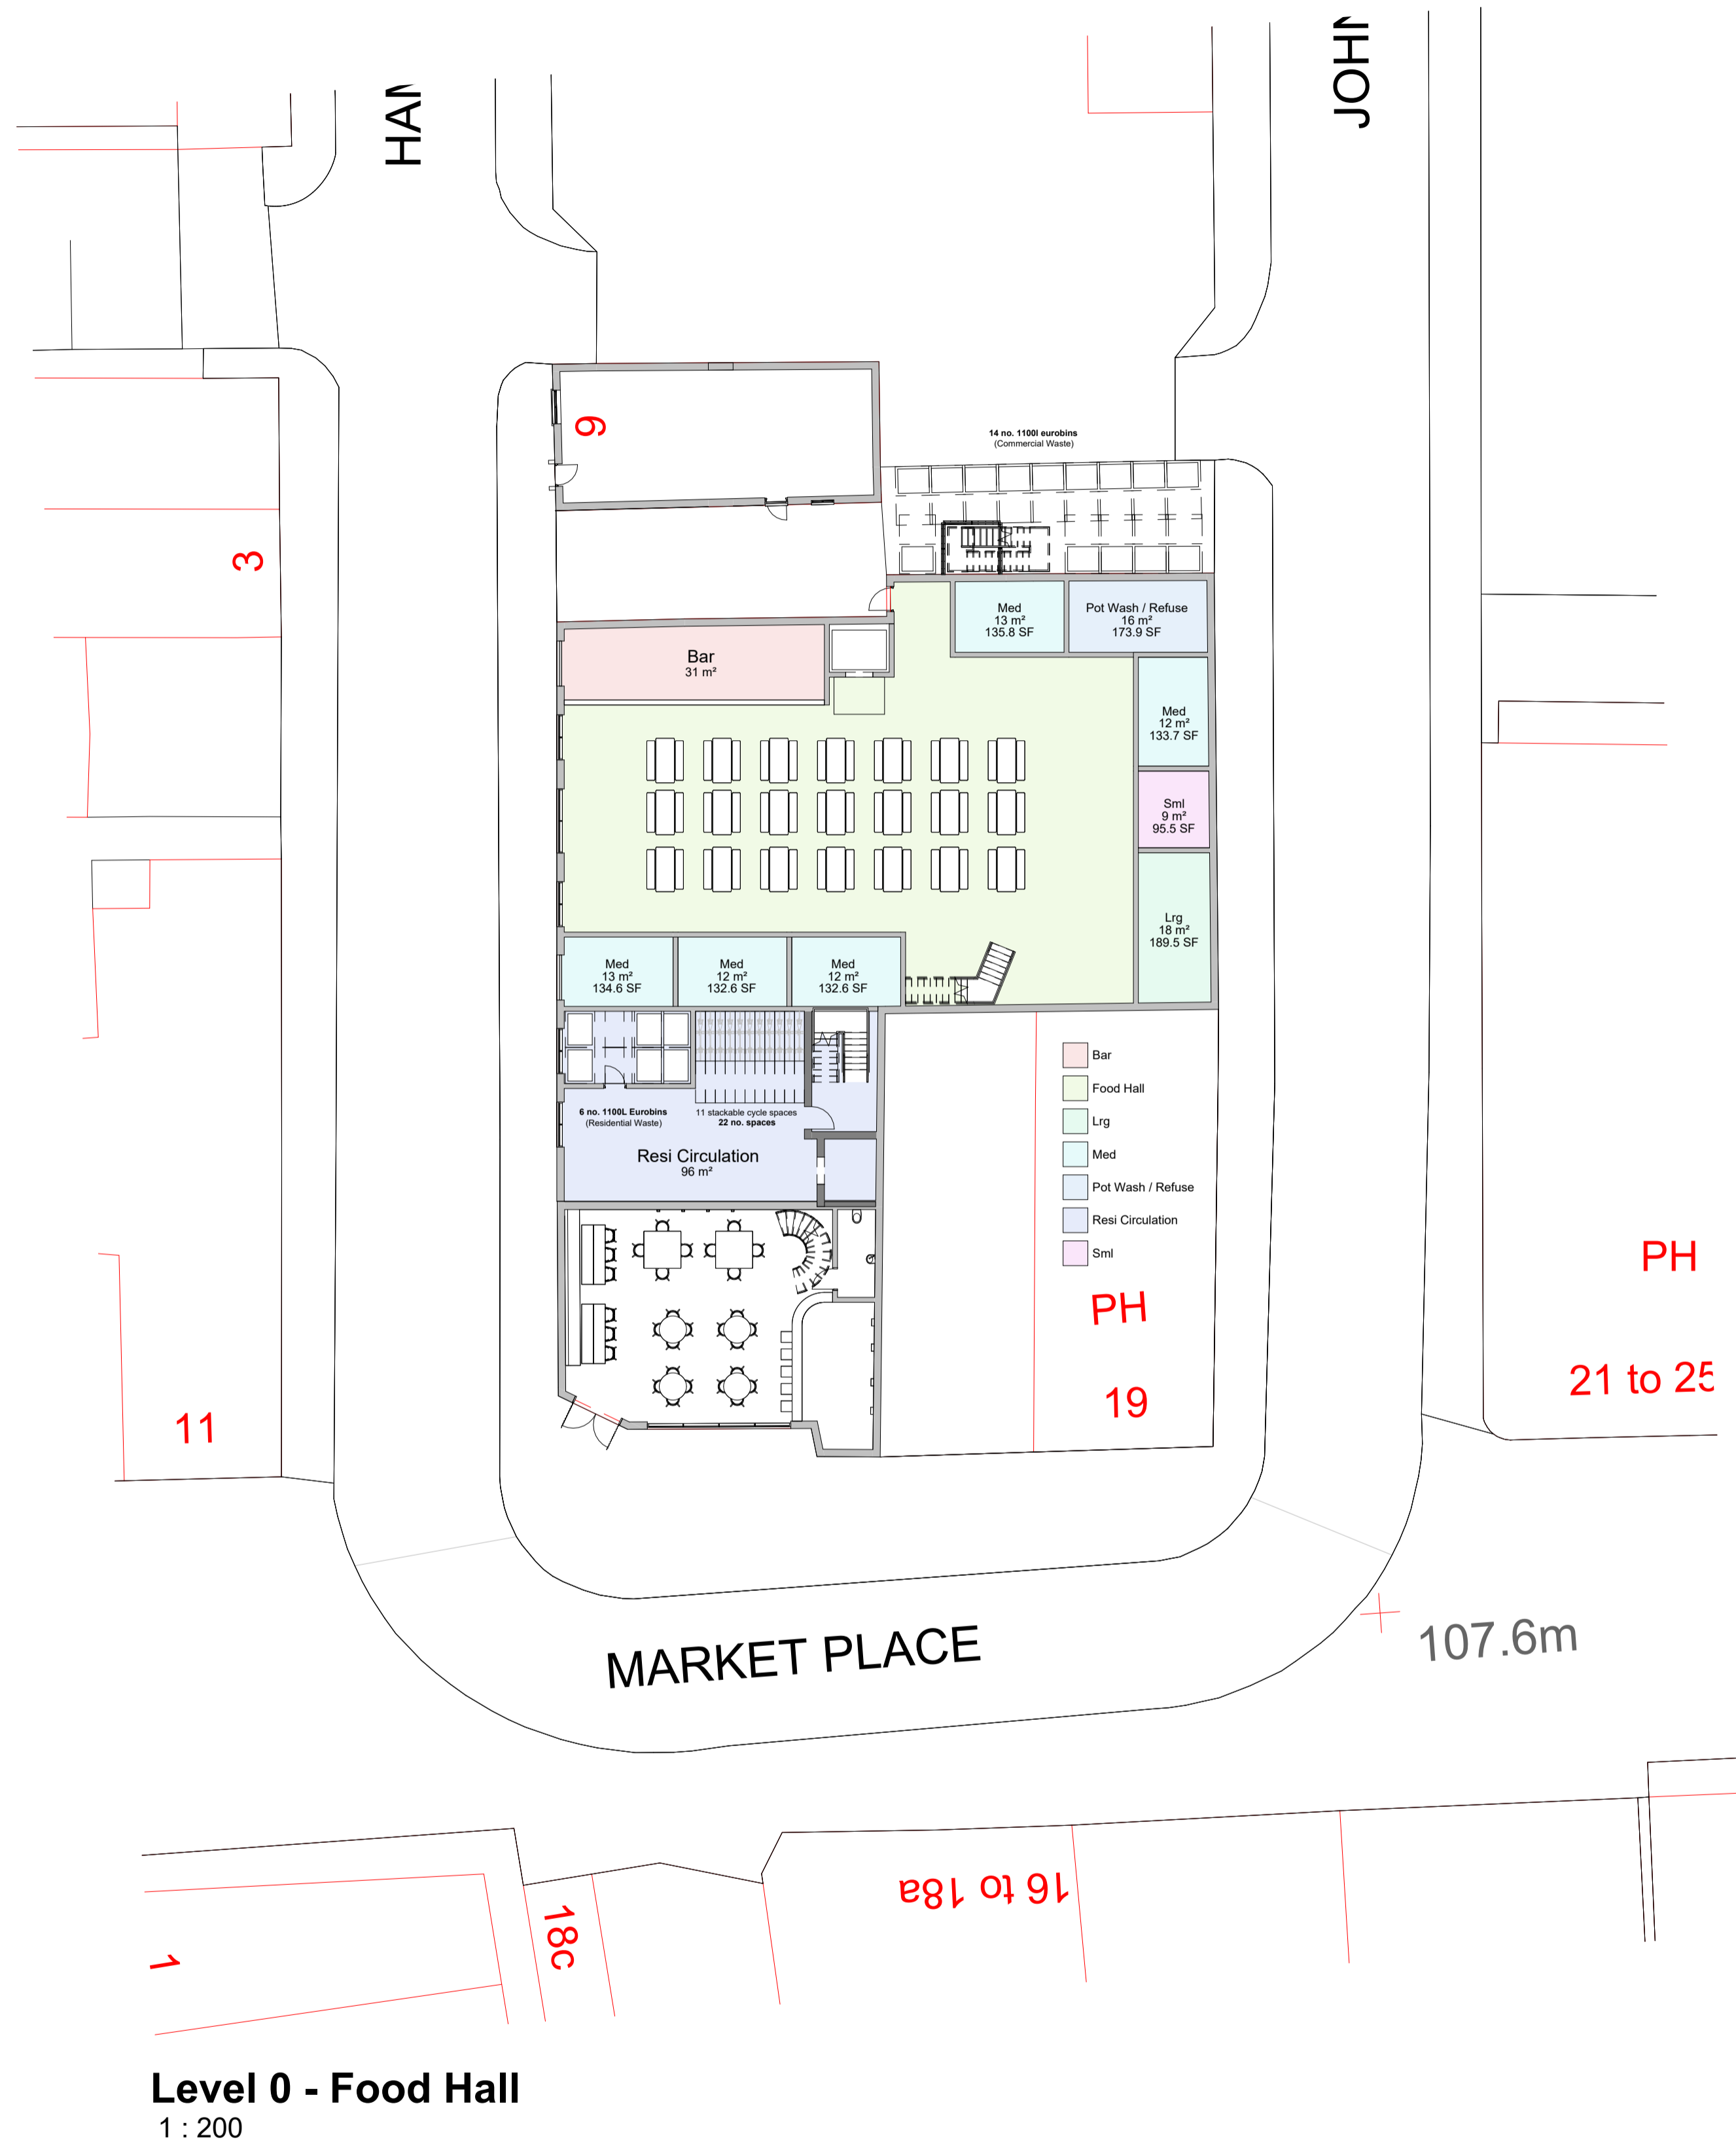 HAN
JOHN
9
3
14 no. 1100l eurobins
(Commercial Waste)
Med
13 m²
135.8 SF
Pot Wash / Refuse
16 m²
173.9 SF
Bar
31 m²
Med
12 m²
133.7 SF
Sml
9 m²
95.5 SF
Lrg
18 m²
189.5 SF
Med
13 m²
134.6 SF
Med
12 m²
132.6 SF
Med
12 m²
132.6 SF
6 no. 1100L Eurobins
(Residential Waste)
11 stackable cycle spaces
22 no. spaces
Resi Circulation
96 m²
Bar
Food Hall
Lrg
Med
Pot Wash / Refuse
Resi Circulation
Sml
PH
19
PH
21 to 25
11
MARKET PLACE
107.6m
16 to 18a
18c
1
Level 0 - Food Hall
1 : 200